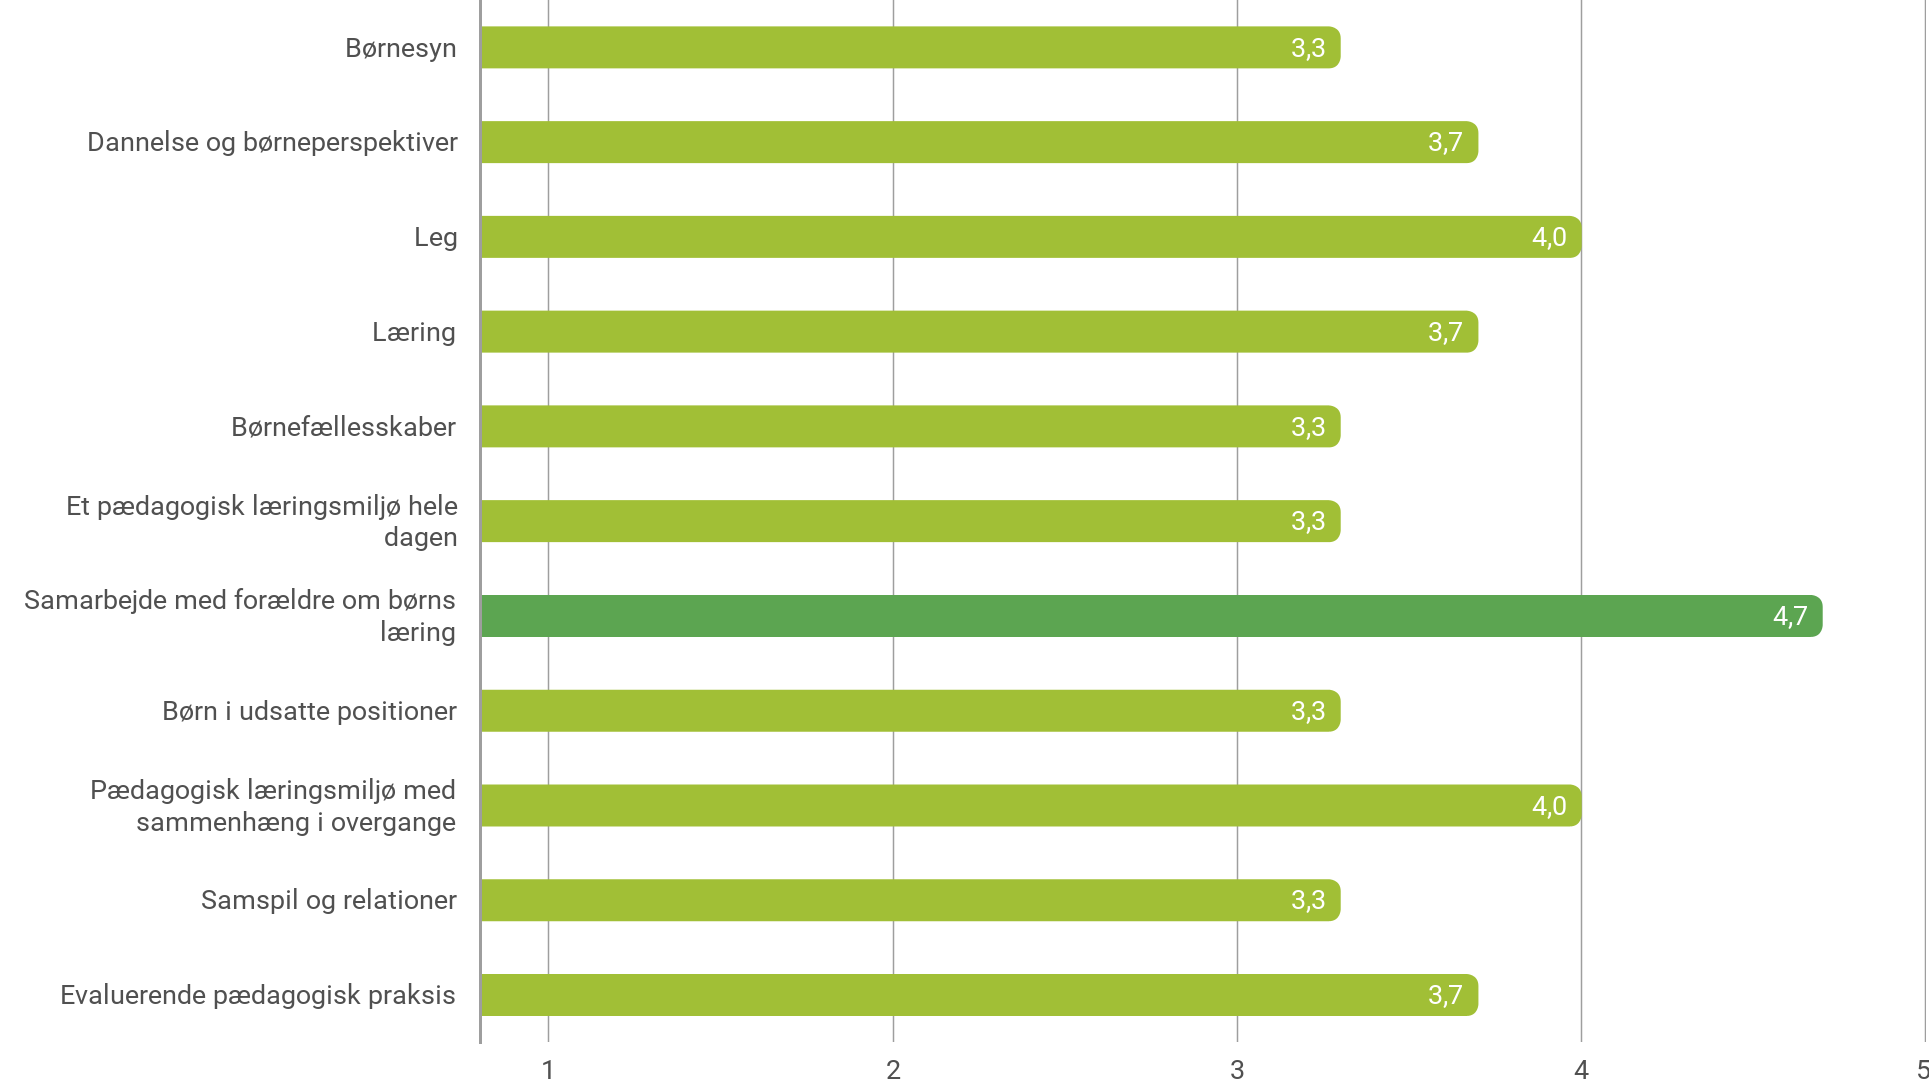 Børnesyn
3,3
Dannelse og børneperspektiver
3,7
Leg
4,0
Læring
3,7
Børnefællesskaber
3,3
Et pædagogisk læringsmiljø hele
dagen
3,3
Samarbejde med forældre om børns
læring
4,7
Børn i udsatte positioner
3,3
Pædagogisk læringsmiljø med
sammenhæng i overgange
4,0
Samspil og relationer
3,3
Evaluerende pædagogisk praksis
3,7
1 2 3 4 5